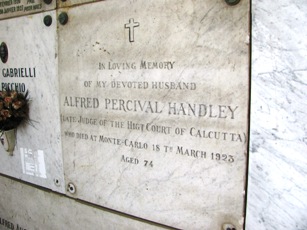 GABRIELLI
IN LOVING MEMORY
OF MY DEVOTED HUSBAND
ALFRED PERCIVAL HANDLEY
(LATE JUDGE OF THE HIGH COURT OF CALCUTTA)
WHO DIED AT MONTE-CARLO 18TH MARCH 1923
AGED 74